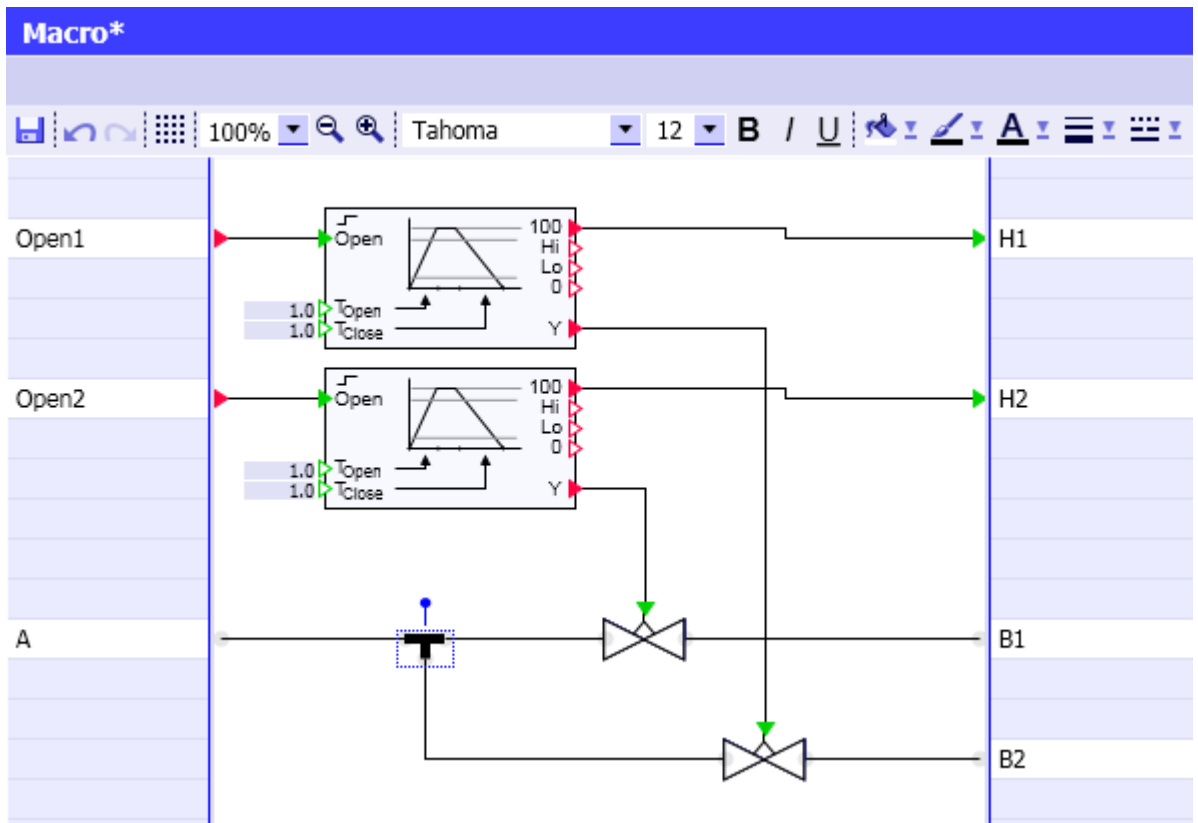 Macro*
100% Tahoma 12 B I U A
Open1
Open 100
Hi
Lo
0
1.0 TOpen
1.0 TClose Y
H1
Open2
Open 100
Hi
Lo
0
1.0 TOpen
1.0 TClose Y
H2
A B1
B2